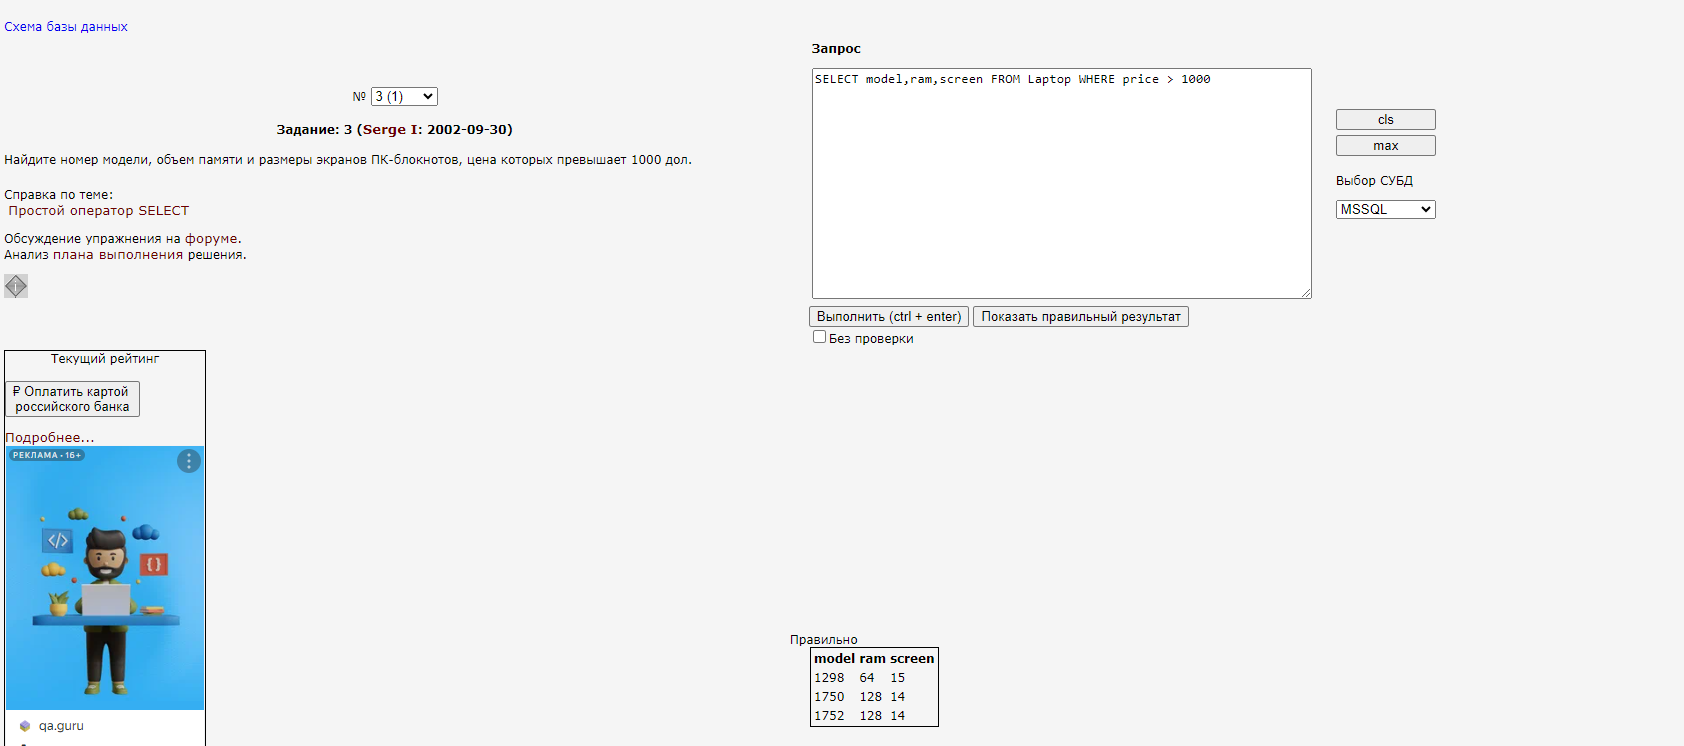 Схема базы данных
№ 3 (1)
Задание: 3 (Serge I: 2002-09-30)
Найдите номер модели, объем памяти и размеры экранов ПК-блокнотов, цена которых превышает 1000 дол.
Справка по теме:
Простой оператор SELECT
Обсуждение упражнения на форуме.
Анализ плана выполнения решения.
i
Текущий рейтинг
₽ Оплатить картой
российского банка
Подробнее...
РЕКЛАМА • 16+
</>
{}
qa.guru
Запрос
SELECT model,ram,screen FROM Laptop WHERE price > 1000
cls
max
Выбор СУБД
MSSQL
Выполнить (ctrl + enter) Показать правильный результат
Без проверки
Правильно
model ram screen
1298 64 15
1750 128 14
1752 128 14